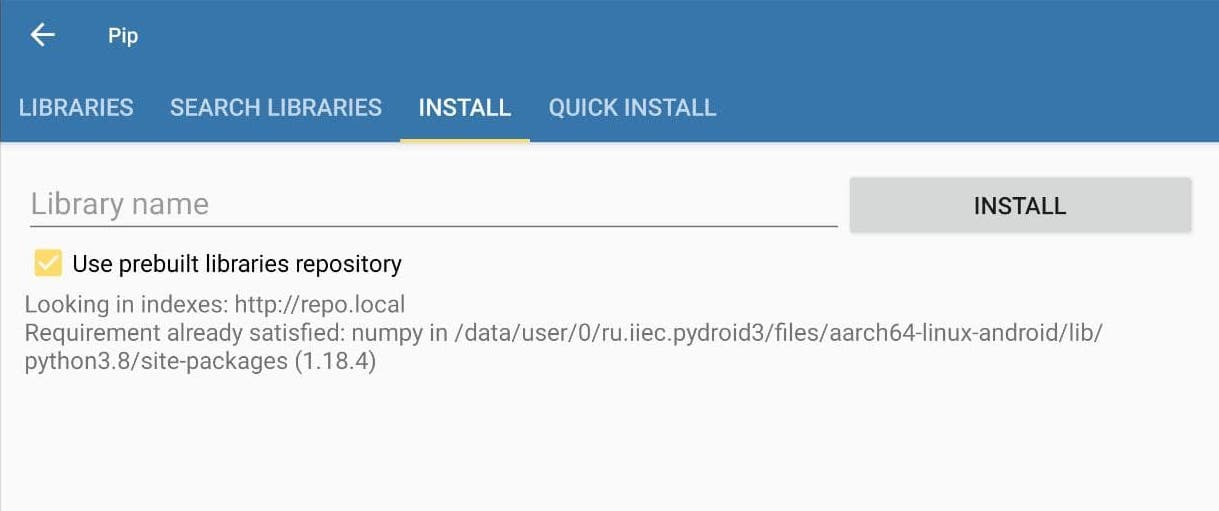 Pip
LIBRARIES SEARCH LIBRARIES INSTALL QUICK INSTALL
Library name INSTALL
Use prebuilt libraries repository
Looking in indexes: http://repo.local
Requirement already satisfied: numpy in /data/user/0/ru.iiec.pydroid3/files/aarch64-linux-android/lib/
python3.8/site-packages (1.18.4)